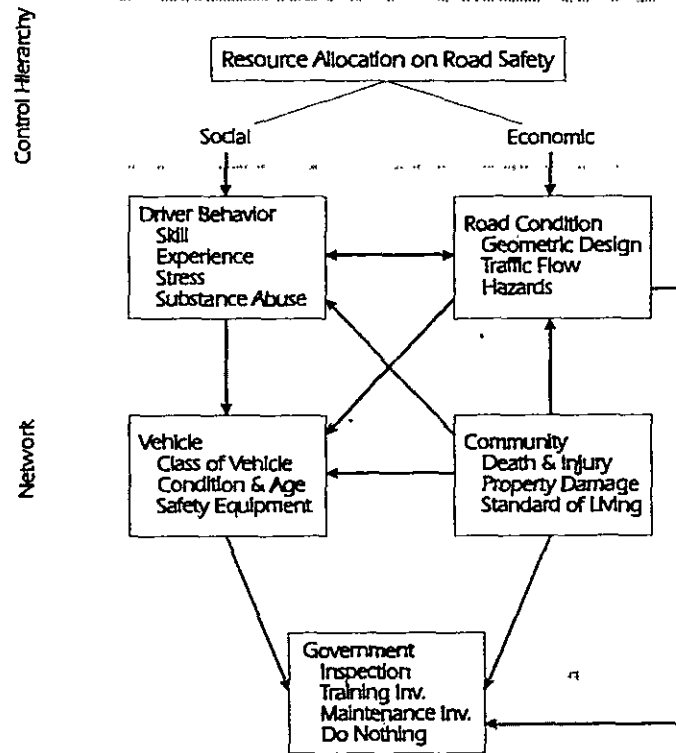 Control Hierarchy
Resource Allocation on Road Safety
Social
Economic
Driver Behavior
Skill
Experience
Stress
Substance Abuse
Road Condition
Geometric Design
Traffic Flow
Hazards
Network
Vehicle
Class of Vehicle
Condition & Age
Safety Equipment
Community
Death & Injury
Property Damage
Standard of Living
Government
Inspection
Training Inv.
Maintenance Inv.
Do Nothing